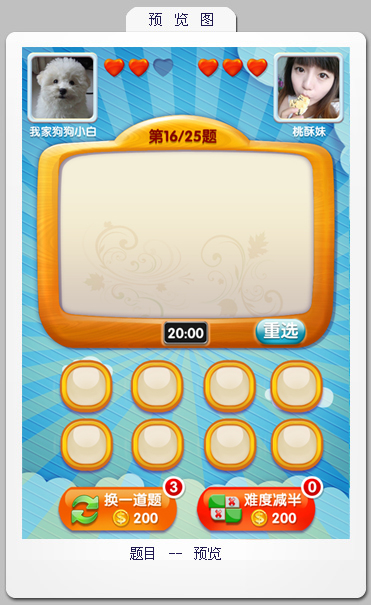 预 览 图
我家狗狗小白
桃酥妹
第16/25题
20:00
重选
3
换一道题
200
0
难度减半
200
题目 -- 预览